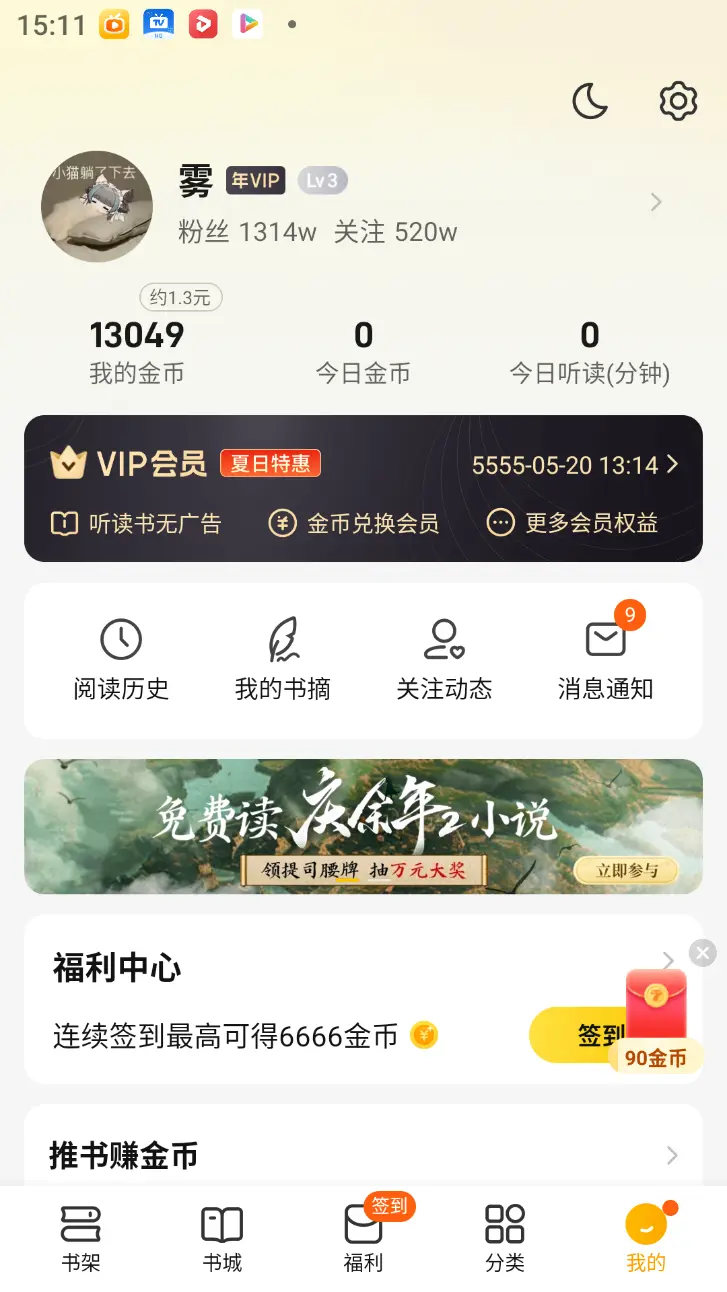 15:11
小猫躺了下去
雾 年VIP Lv3
粉丝 1314w 关注 520w
约1.3元
13049 0 0
我的金币 今日金币 今日听读(分钟)
VIP会员 夏日特惠 5555-05-20 13:14
听读书无广告 金币兑换会员 更多会员权益
9
阅读历史 我的书摘 关注动态 消息通知
免费读 庆余年2小说
领提司腰牌 抽万元大奖 立即参与
福利中心
连续签到最高可得6666金币 签到
90金币
推书赚金币
签到
书架 书城 福利 分类 我的